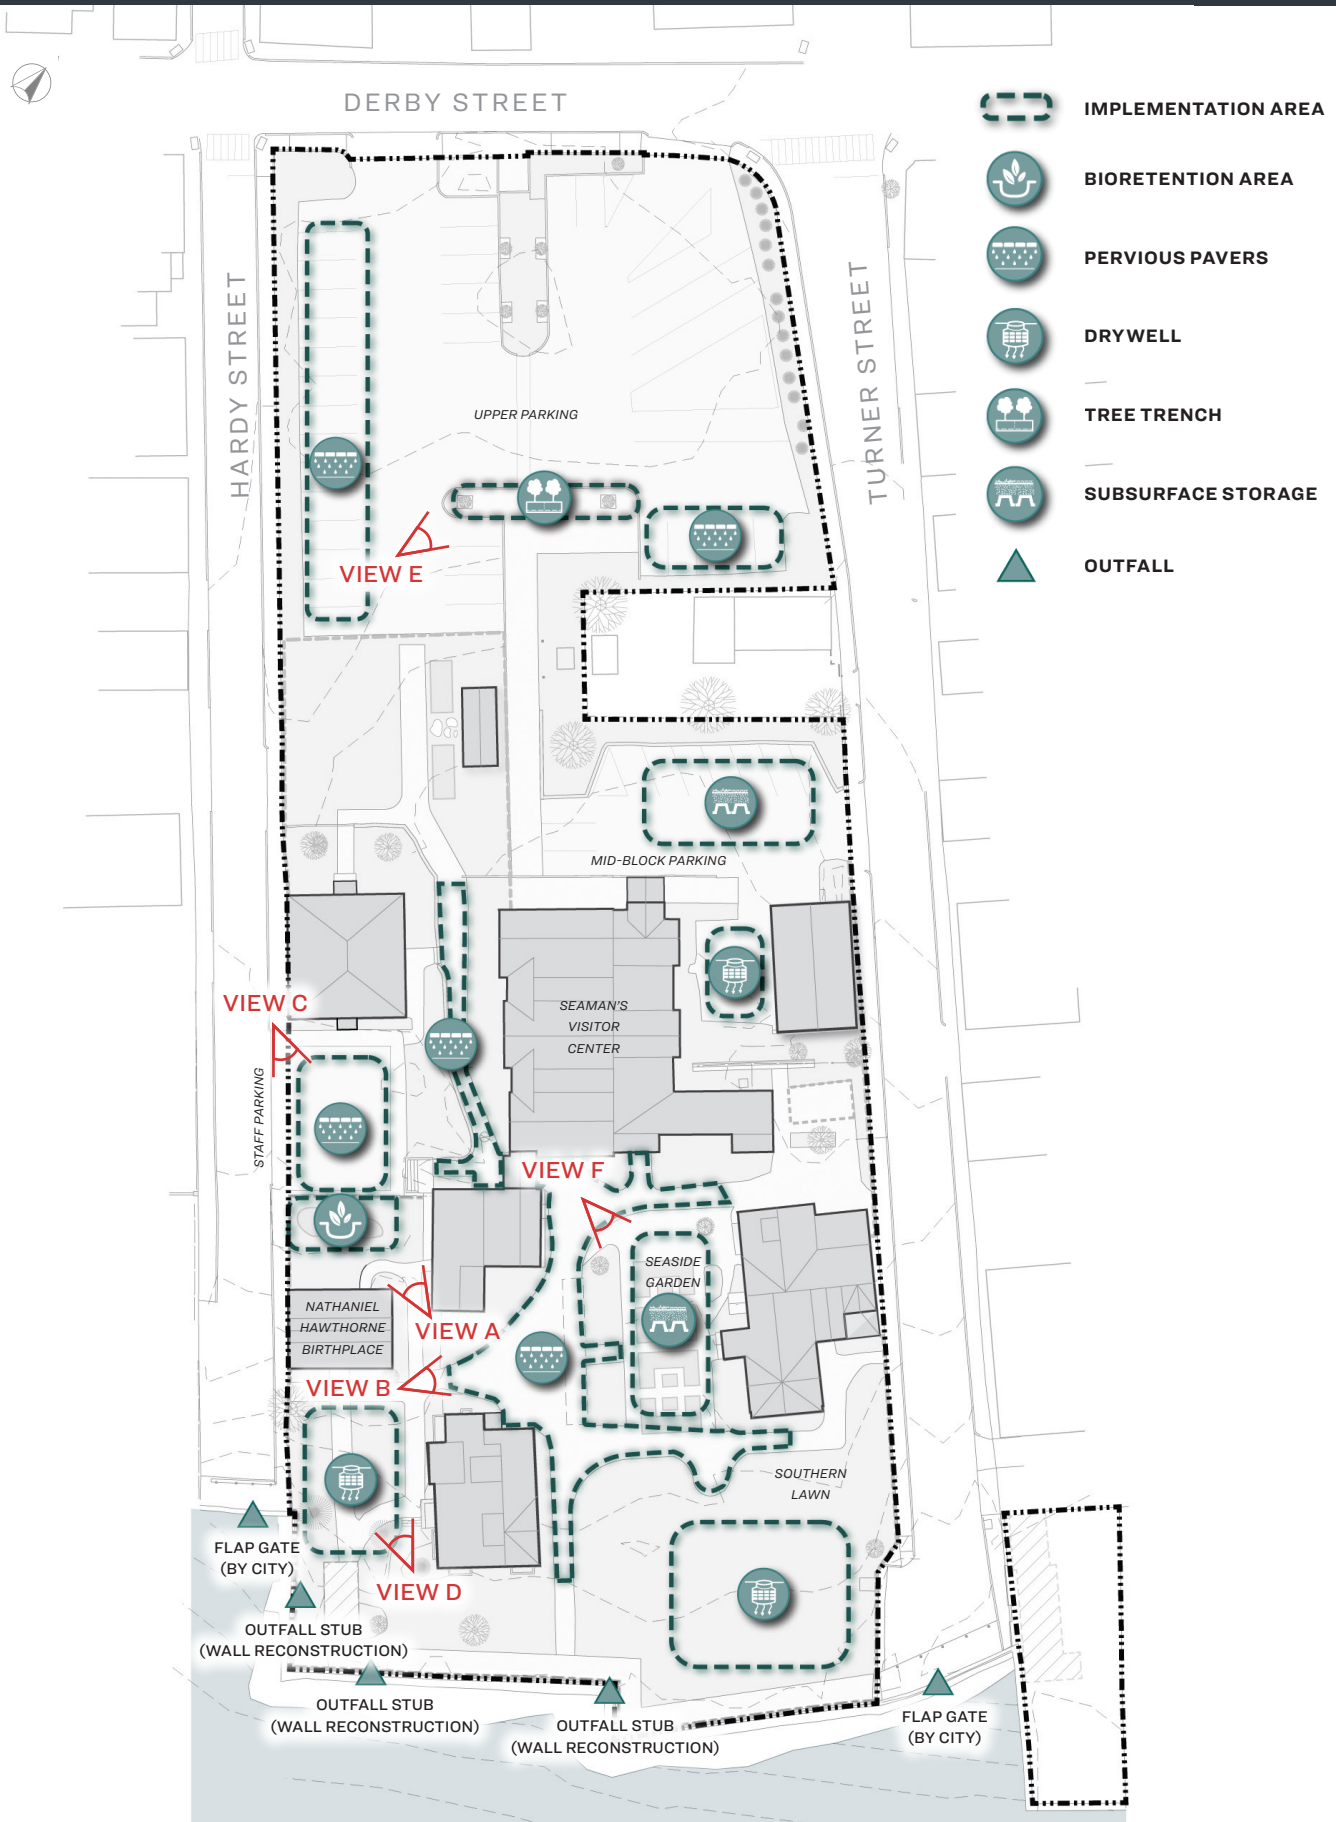 DERBY STREET
IMPLEMENTATION AREA
BIORETENTION AREA
PERVIOUS PAVERS
DRYWELL
TREE TRENCH
SUBSURFACE STORAGE
OUTFALL
HARDY STREET
TURNER STREET
UPPER PARKING
VIEW E
MID-BLOCK PARKING
VIEW C
SEAMAN'S
VISITOR
CENTER
STAFF PARKING
VIEW F
SEASIDE
GARDEN
NATHANIEL
HAWTHORNE
BIRTHPLACE
VIEW A
VIEW B
SOUTHERN
LAWN
FLAP GATE
(BY CITY)
VIEW D
OUTFALL STUB
(WALL RECONSTRUCTION)
OUTFALL STUB
(WALL RECONSTRUCTION)
OUTFALL STUB
(WALL RECONSTRUCTION)
FLAP GATE
(BY CITY)